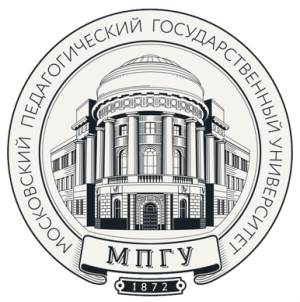 МОСКОВСКИЙ ПЕДАГОГИЧЕСКИЙ ГОСУДАРСТВЕННЫЙ УНИВЕРСИТЕТ
МПГУ
1872